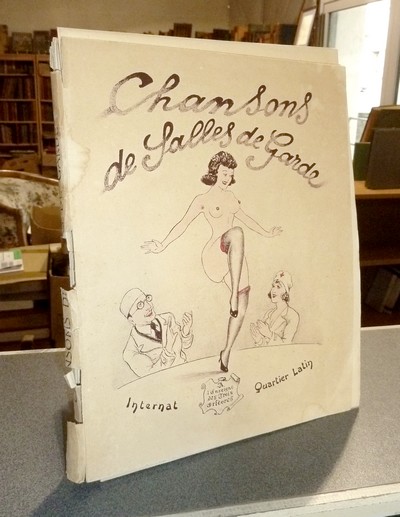 Chansons
de Salles de Garde
Internat
Quartier Latin